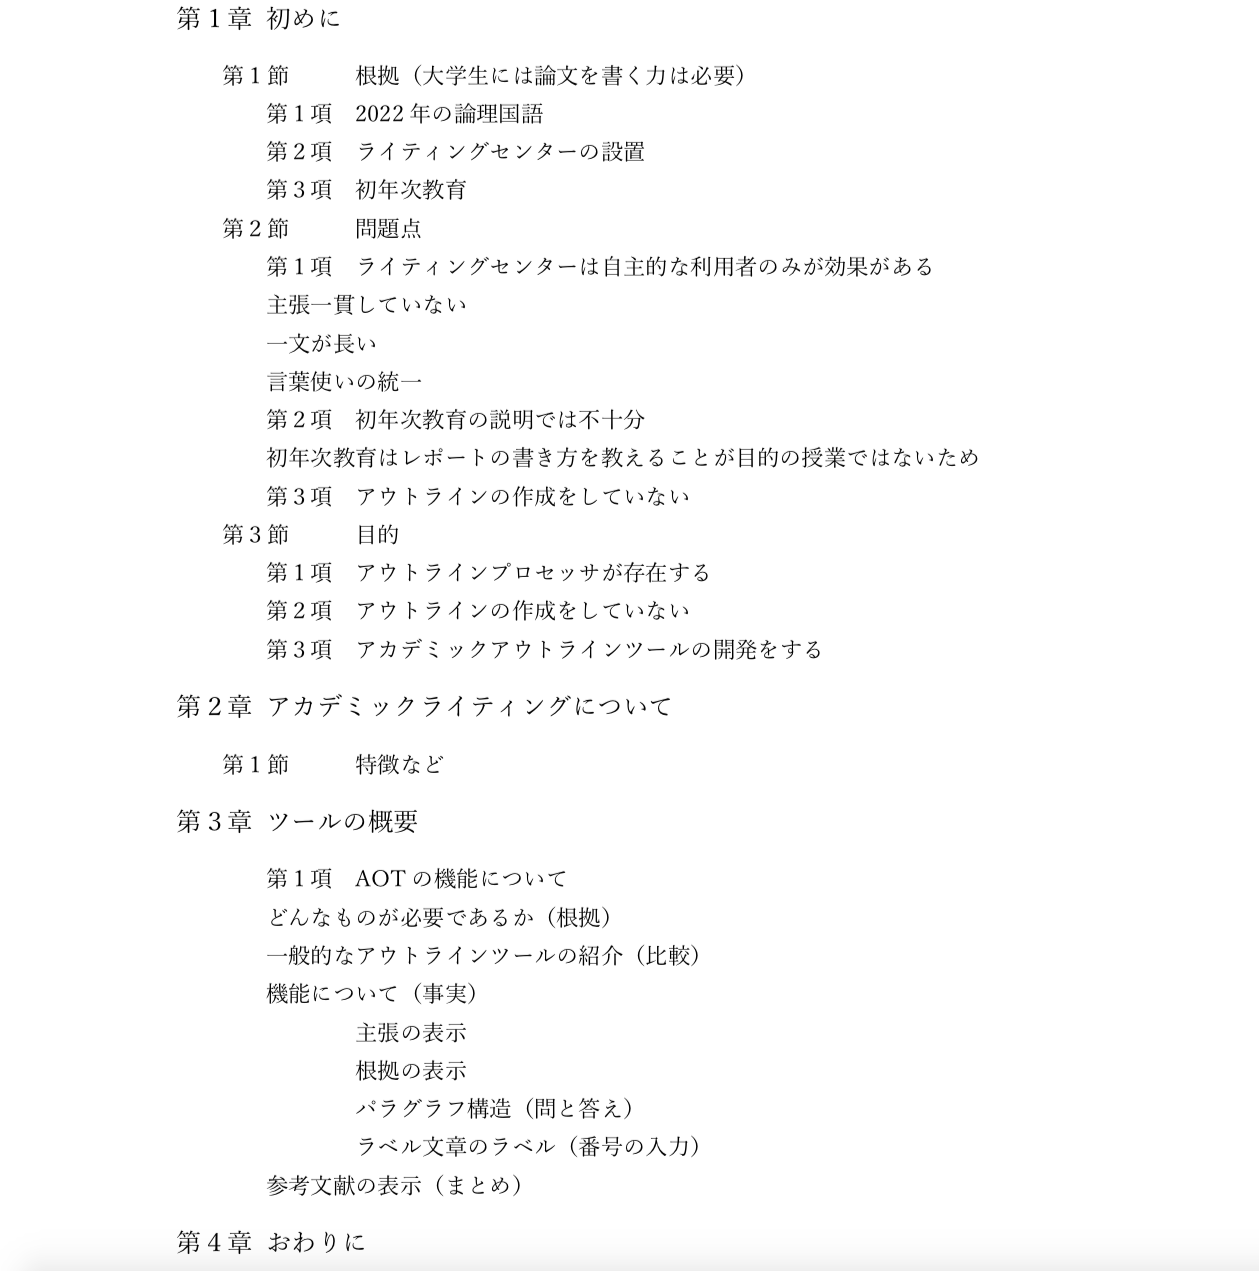 第1章 初めに
第1節 根拠（大学生には論文を書く力は必要）
第1項 2022 年の論理国語
第2項 ライティングセンターの設置
第3項 初年次教育
第2節 問題点
第1項 ライティングセンターは自主的な利用者のみが効果がある
主張一貫していない
一文が長い
言葉使いの統一
第2項 初年次教育の説明では不十分
初年次教育はレポートの書き方を教えることが目的の授業ではないため
第3項 アウトラインの作成をしていない
第3節 目的
第1項 アウトラインプロセッサが存在する
第2項 アウトラインの作成をしていない
第3項 アカデミックアウトラインツールの開発をする
第2章 アカデミックライティングについて
第1節 特徴など
第3章 ツールの概要
第1項 AOT の機能について
どんなものが必要であるか（根拠）
一般的なアウトラインツールの紹介（比較）
機能について（事実）
主張の表示
根拠の表示
パラグラフ構造（問と答え）
ラベル文章のラベル（番号の入力）
参考文献の表示（まとめ）
第4章 おわりに